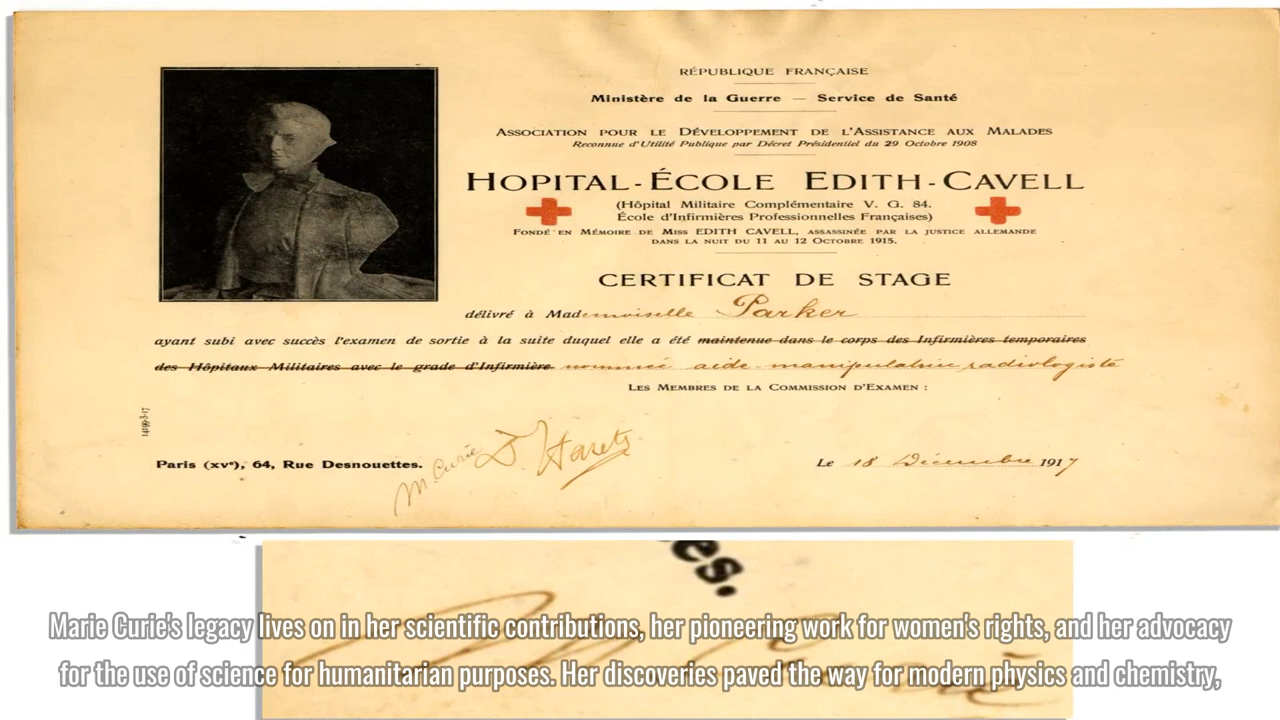 RÉPUBLIQUE FRANÇAISE
Ministère de la Guerre — Service de Santé
Association pour le Développement de l'Assistance aux Malades
Reconnue d'Utilité Publique par Décret Présidentiel du 29 Octobre 1908
HOPITAL-ÉCOLE EDITH-CAVELL
(Hôpital Militaire Complémentaire V. G. 84.
École d'Infirmières Professionnelles Françaises)
Fondé en Mémoire de Miss EDITH CAVELL, assassinée par la justice allemande
dans la nuit du 11 au 12 Octobre 1915.
CERTIFICAT DE STAGE
délivré à Mademoiselle Parker
ayant subi avec succès l'examen de sortie à la suite duquel elle a été maintenue dans le corps des Infirmières temporaires
des Hôpitaux Militaires avec le grade d'Infirmière nommée aide manipulatrice radiologiste
Les Membres de la Commission d'Examen :
14199-3-17
Paris (xvᵉ), 64, Rue Desnouettes. M. Curie
Le 18 Décembre 1917
es.
M. Curie
Marie Curie's legacy lives on in her scientific contributions, her pioneering work for women's rights, and her advocacy
for the use of science for humanitarian purposes. Her discoveries paved the way for modern physics and chemistry,